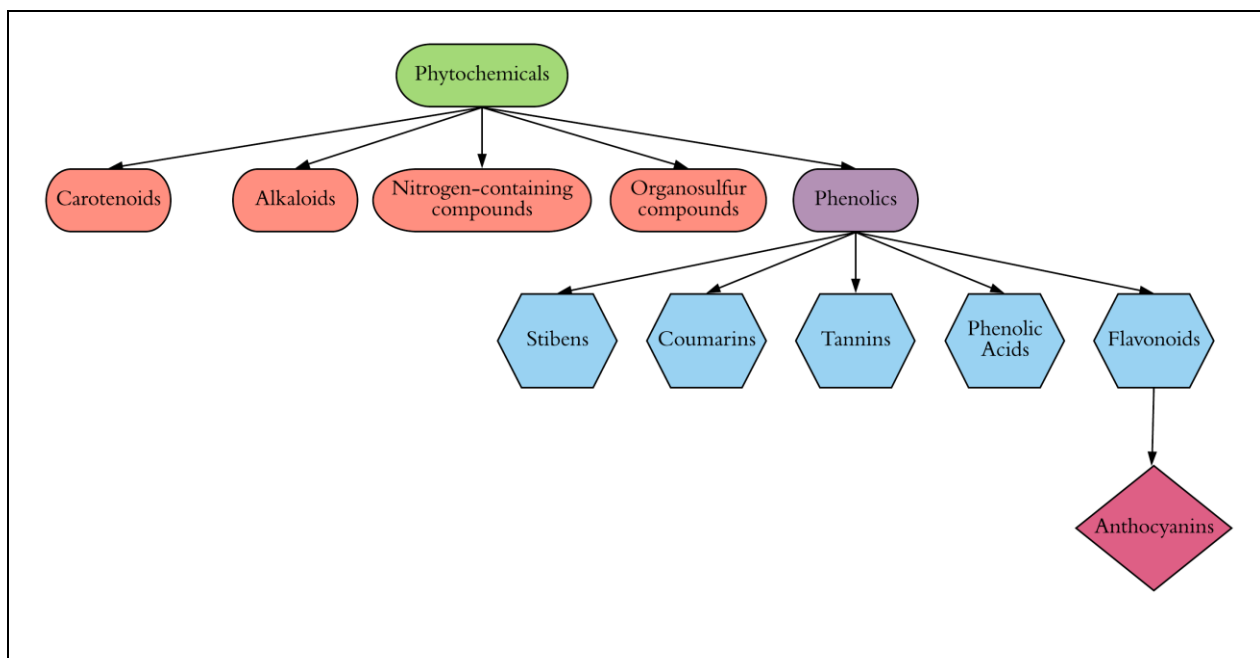 Phytochemicals
Carotenoids
Alkaloids
Nitrogen-containing
compounds
Organosulfur
compounds
Phenolics
Stibens
Coumarins
Tannins
Phenolic
Acids
Flavonoids
Anthocyanins